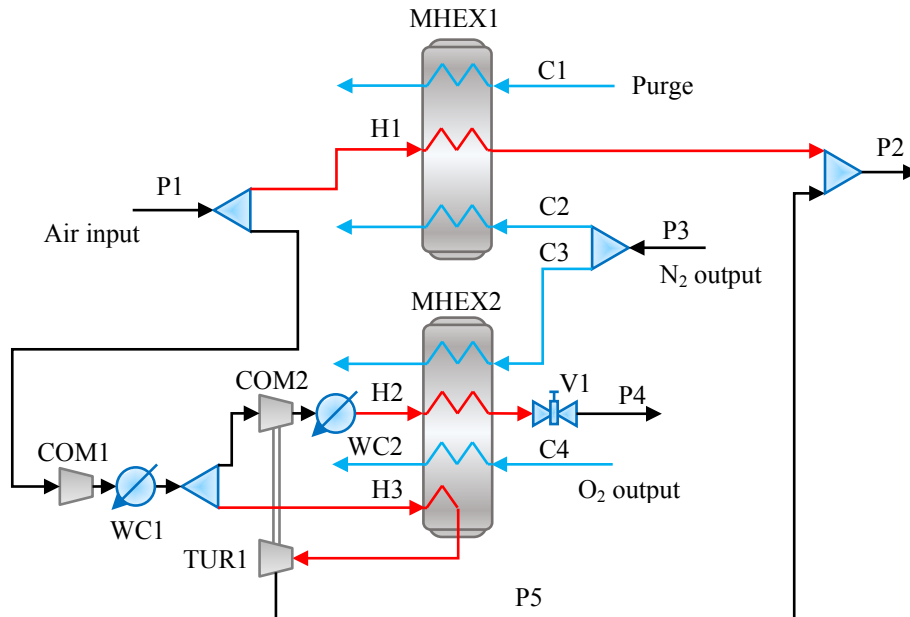 MHEX1
C1
Purge
H1
P1
P2
Air input
C2
P3
C3
N₂ output
MHEX2
COM2
V1
H2
P4
COM1
WC2
C4
H3
O₂ output
WC1
TUR1
P5